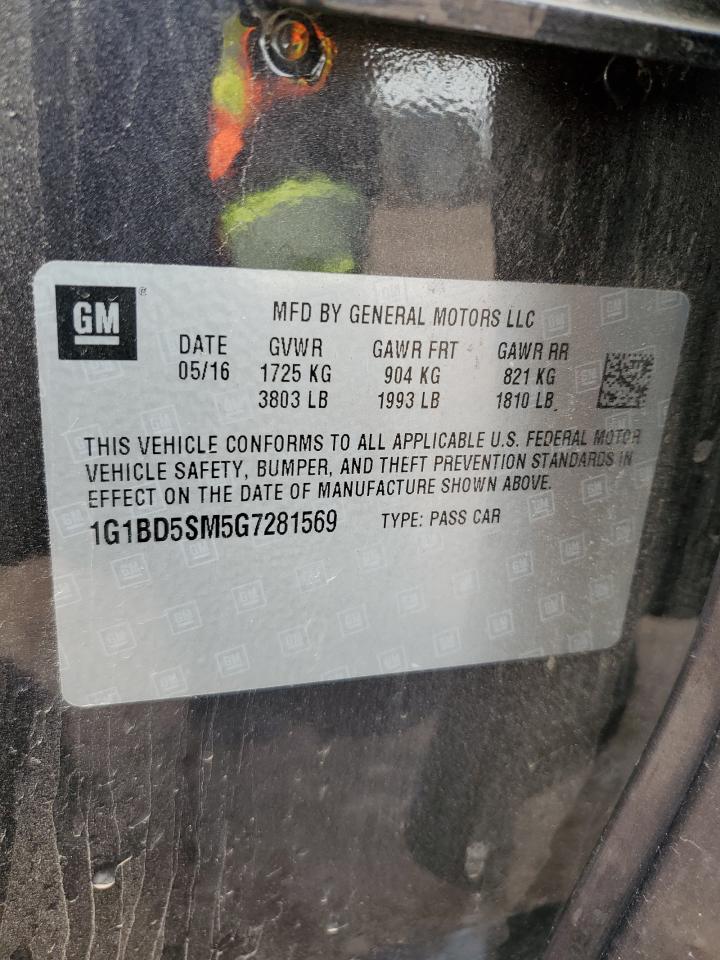 GM
MFD BY GENERAL MOTORS LLC
DATE GVWR GAWR FRT GAWR RR
05/16 1725 KG 904 KG 821 KG
3803 LB 1993 LB 1810 LB
THIS VEHICLE CONFORMS TO ALL APPLICABLE U.S. FEDERAL MOTOR
VEHICLE SAFETY, BUMPER, AND THEFT PREVENTION STANDARDS IN
EFFECT ON THE DATE OF MANUFACTURE SHOWN ABOVE.
1G1BD5SM5G7281569 TYPE: PASS CAR